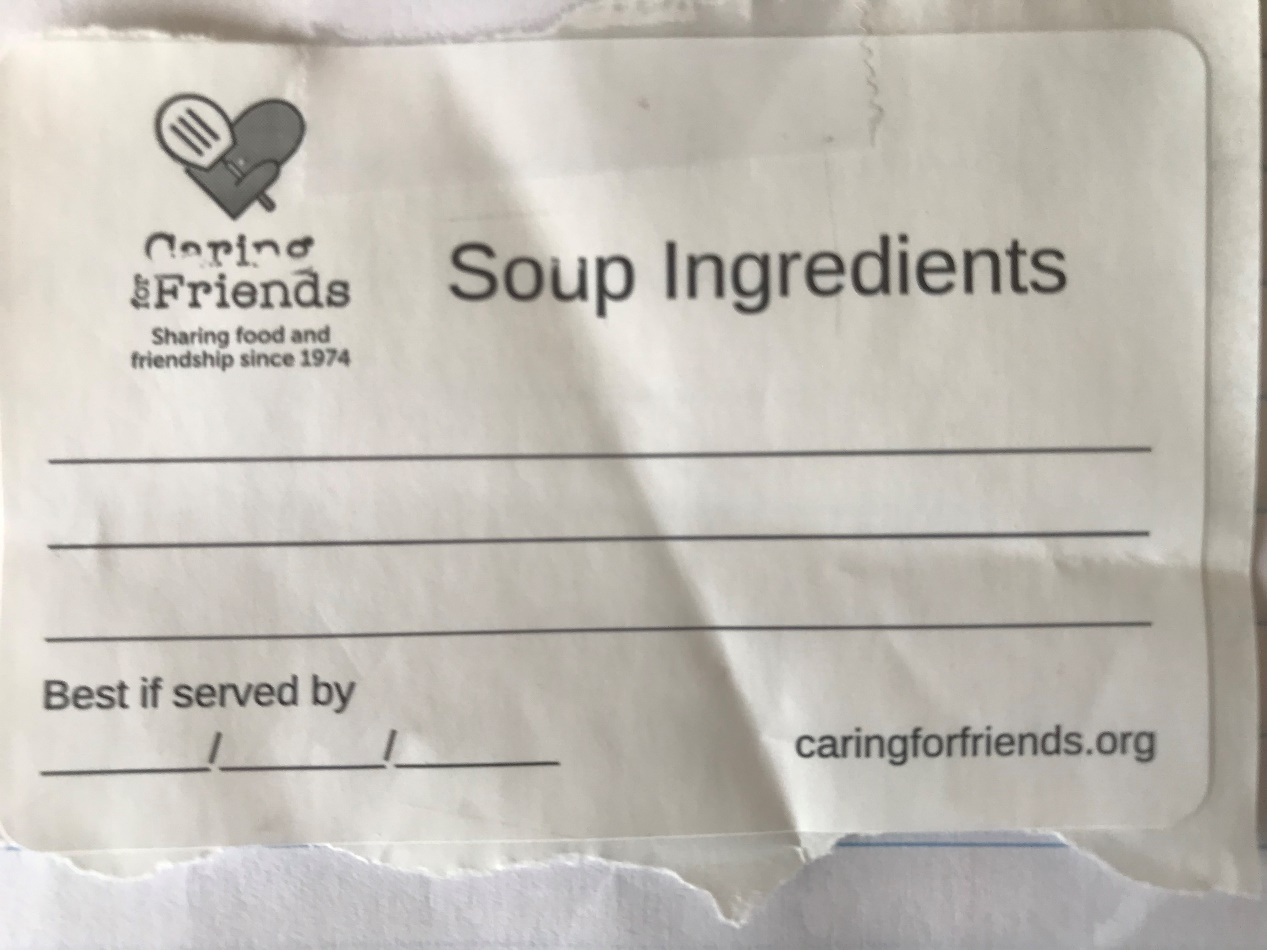 Caring
for Friends
Sharing food and
friendship since 1974
Soup Ingredients
Best if served by
/ /
caringforfriends.org